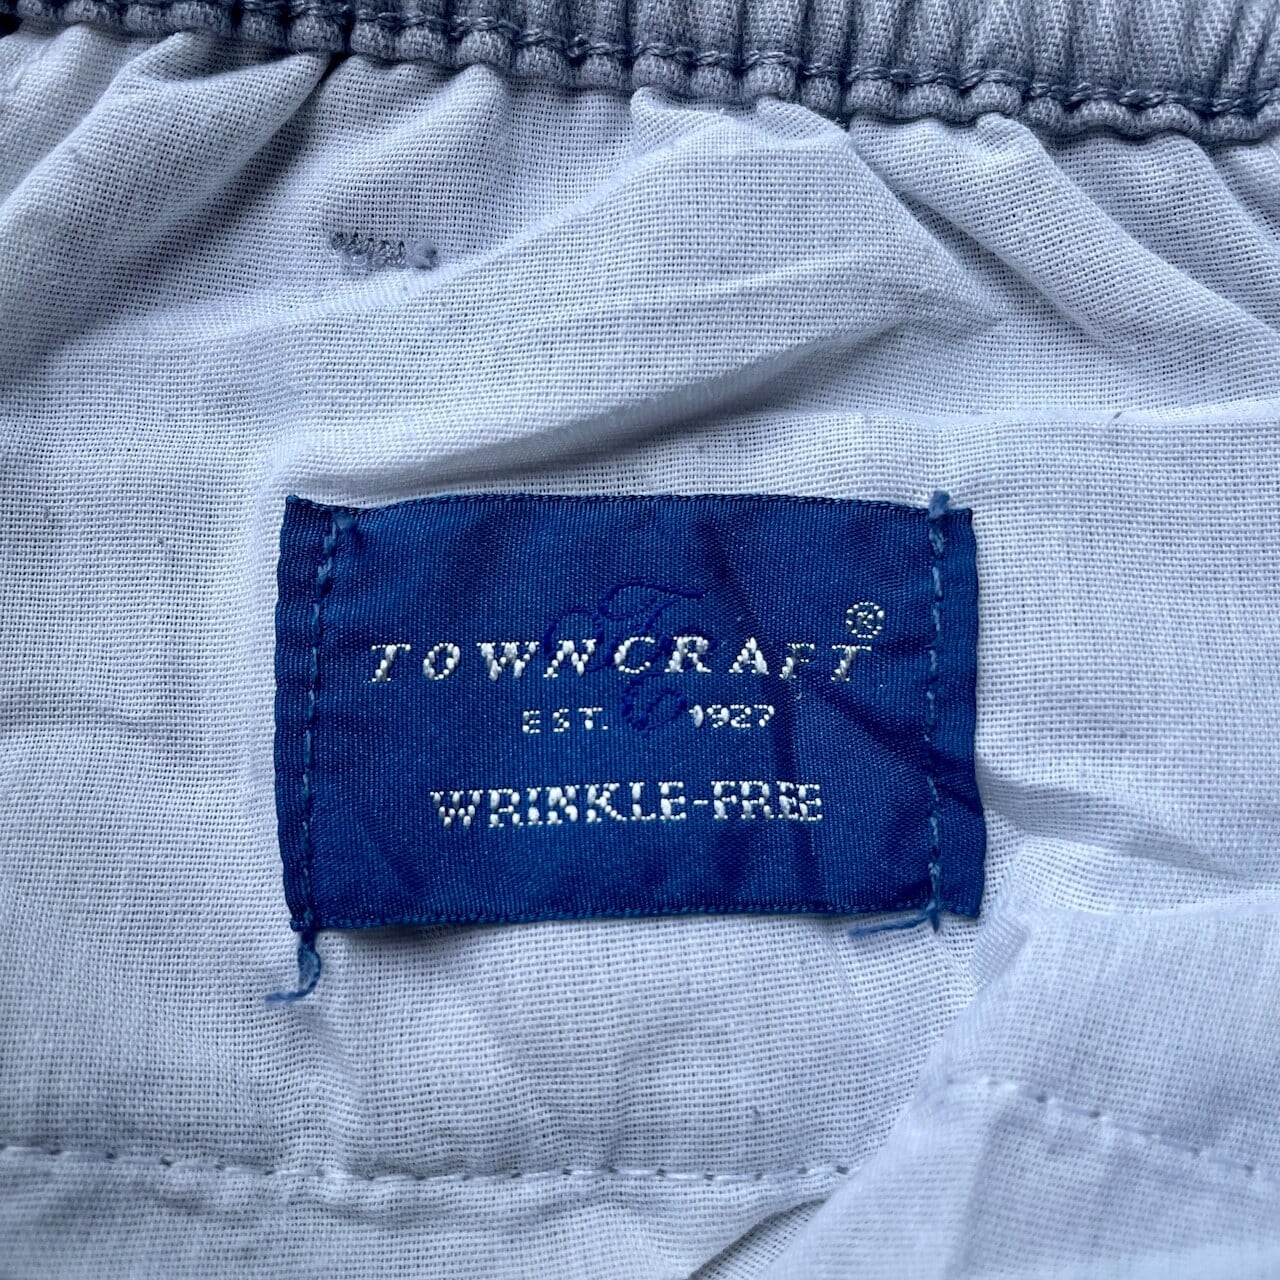 TOWNCRAFT®
EST. 1927
WRINKLE-FREE